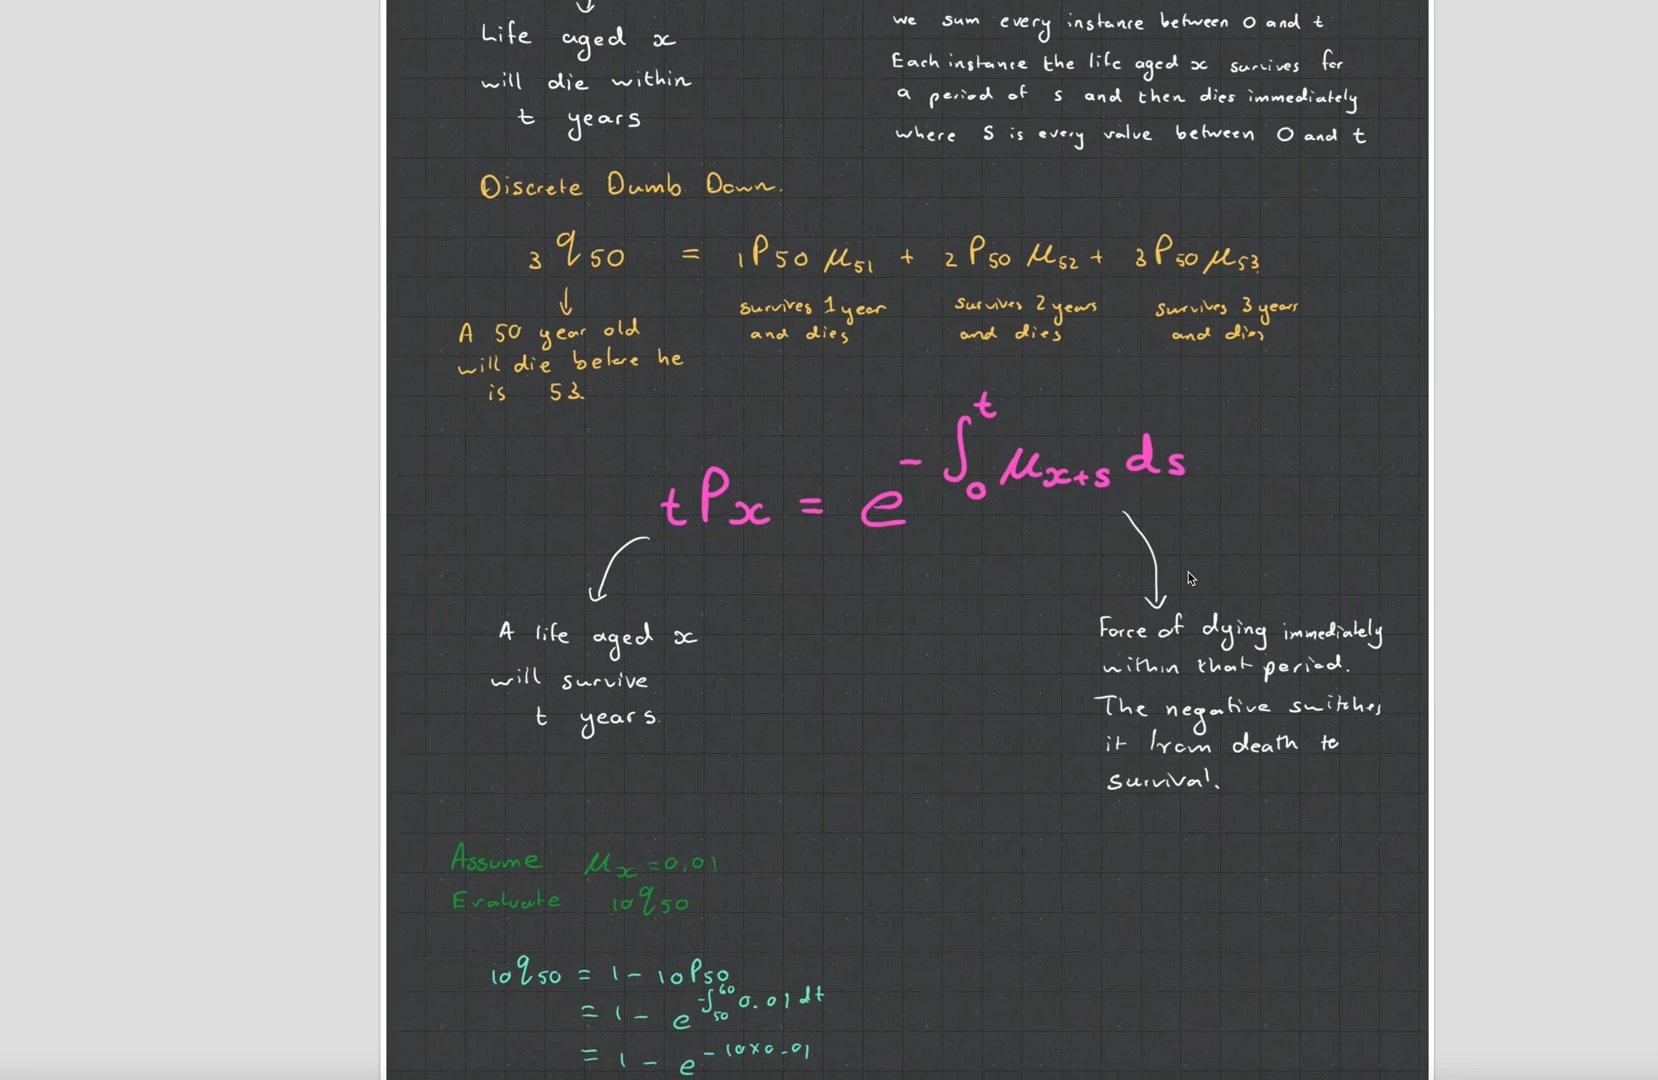 Life aged x
will die within
t years
we sum every instance between 0 and t
Each instance the life aged x survives for
a period of s and then dies immediately
where S is every value between 0 and t
Discrete Dumb Down.
₃q₅₀ = ₁P₅₀ μ₅₁ + ₂P₅₀ μ₅₂ + ₃P₅₀ μ₅₃
A 50 year old
will die before he
is 53
survives 1 year
and dies
survives 2 years
and dies
survives 3 years
and dies
ₜPₓ = e^(-∫₀ᵗ μₓ₊ₛ ds)
A life aged x
will survive
t years.
Force of dying immediately
within that period.
The negative switches
it from death to
survival.
Assume μₓ = 0.01
Evaluate ₁₀q₅₀
₁₀q₅₀ = 1 - ₁₀P₅₀
= 1 - e^(-∫₅₀⁶⁰ 0.01 dt)
= 1 - e^(-10×0.01)